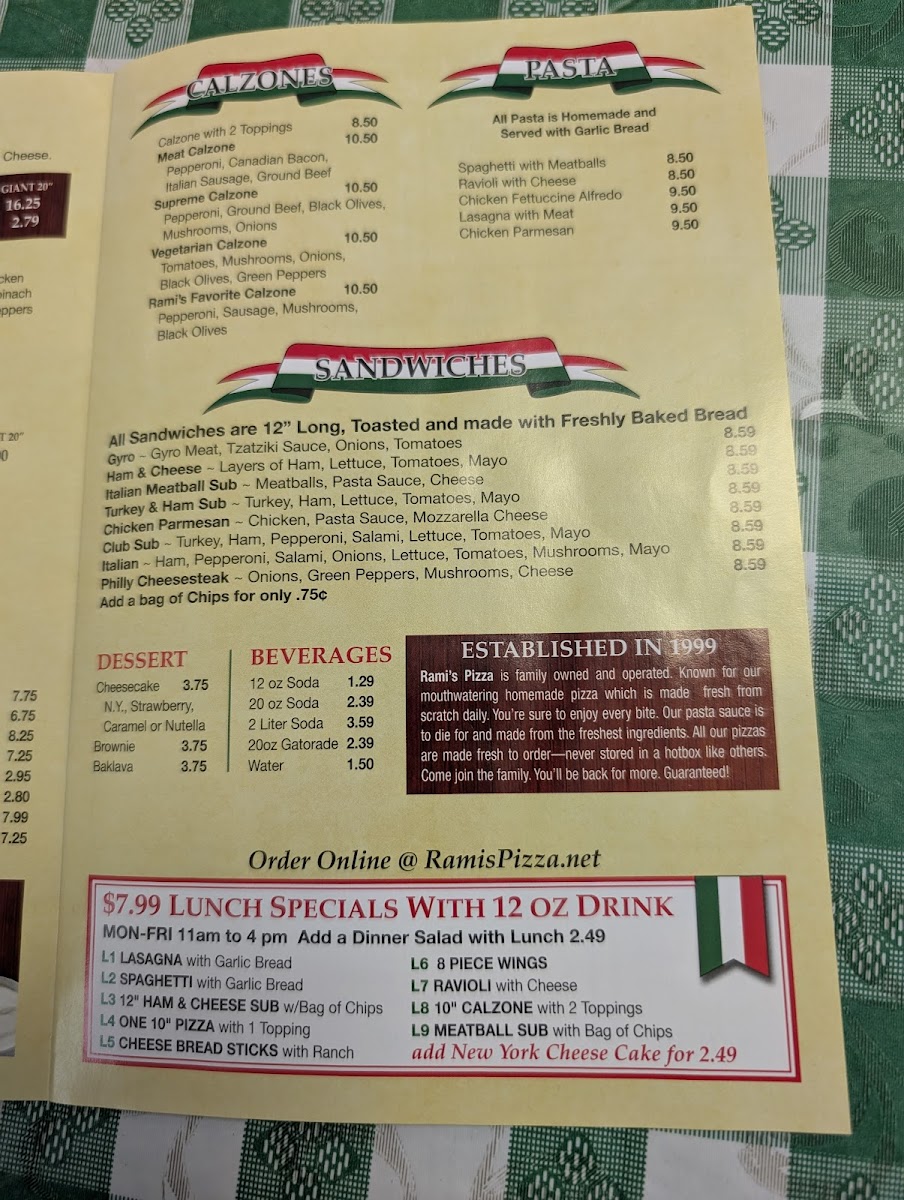 Cheese.
GIANT 20"
16.25
2.79
T 20"
7.75
6.75
8.25
7.25
2.95
2.80
7.99
7.25
CALZONES
Calzone with 2 Toppings 8.50
Meat Calzone 10.50
Pepperoni, Canadian Bacon,
Italian Sausage, Ground Beef
Supreme Calzone 10.50
Pepperoni, Ground Beef, Black Olives,
Mushrooms, Onions
Vegetarian Calzone 10.50
Tomatoes, Mushrooms, Onions,
Black Olives, Green Peppers
Rami's Favorite Calzone 10.50
Pepperoni, Sausage, Mushrooms,
Black Olives
PASTA
All Pasta is Homemade and
Served with Garlic Bread
Spaghetti with Meatballs 8.50
Ravioli with Cheese 8.50
Chicken Fettuccine Alfredo 9.50
Lasagna with Meat 9.50
Chicken Parmesan 9.50
SANDWICHES
All Sandwiches are 12" Long, Toasted and made with Freshly Baked Bread
Gyro ~ Gyro Meat, Tzatziki Sauce, Onions, Tomatoes 8.59
Ham & Cheese ~ Layers of Ham, Lettuce, Tomatoes, Mayo 8.59
Italian Meatball Sub ~ Meatballs, Pasta Sauce, Cheese 8.59
Turkey & Ham Sub ~ Turkey, Ham, Lettuce, Tomatoes, Mayo 8.59
Chicken Parmesan ~ Chicken, Pasta Sauce, Mozzarella Cheese 8.59
Club Sub ~ Turkey, Ham, Pepperoni, Salami, Lettuce, Tomatoes, Mayo 8.59
Italian ~ Ham, Pepperoni, Salami, Onions, Lettuce, Tomatoes, Mushrooms, Mayo 8.59
Philly Cheesesteak ~ Onions, Green Peppers, Mushrooms, Cheese 8.59
Add a bag of Chips for only .75¢
DESSERT
Cheesecake 3.75
N.Y., Strawberry,
Caramel or Nutella
Brownie 3.75
Baklava 3.75
BEVERAGES
12 oz Soda 1.29
20 oz Soda 2.39
2 Liter Soda 3.59
20oz Gatorade 2.39
Water 1.50
ESTABLISHED IN 1999
Rami's Pizza is family owned and operated. Known for our
mouthwatering homemade pizza which is made fresh from
scratch daily. You're sure to enjoy every bite. Our pasta sauce is
to die for and made from the freshest ingredients. All our pizzas
are made fresh to order—never stored in a hotbox like others.
Come join the family. You'll be back for more. Guaranteed!
Order Online @ RamisPizza.net
$7.99 LUNCH SPECIALS WITH 12 OZ DRINK
MON-FRI 11am to 4 pm Add a Dinner Salad with Lunch 2.49
L1 LASAGNA with Garlic Bread
L2 SPAGHETTI with Garlic Bread
L3 12" HAM & CHEESE SUB w/Bag of Chips
L4 ONE 10" PIZZA with 1 Topping
L5 CHEESE BREAD STICKS with Ranch
L6 8 PIECE WINGS
L7 RAVIOLI with Cheese
L8 10" CALZONE with 2 Toppings
L9 MEATBALL SUB with Bag of Chips
add New York Cheese Cake for 2.49